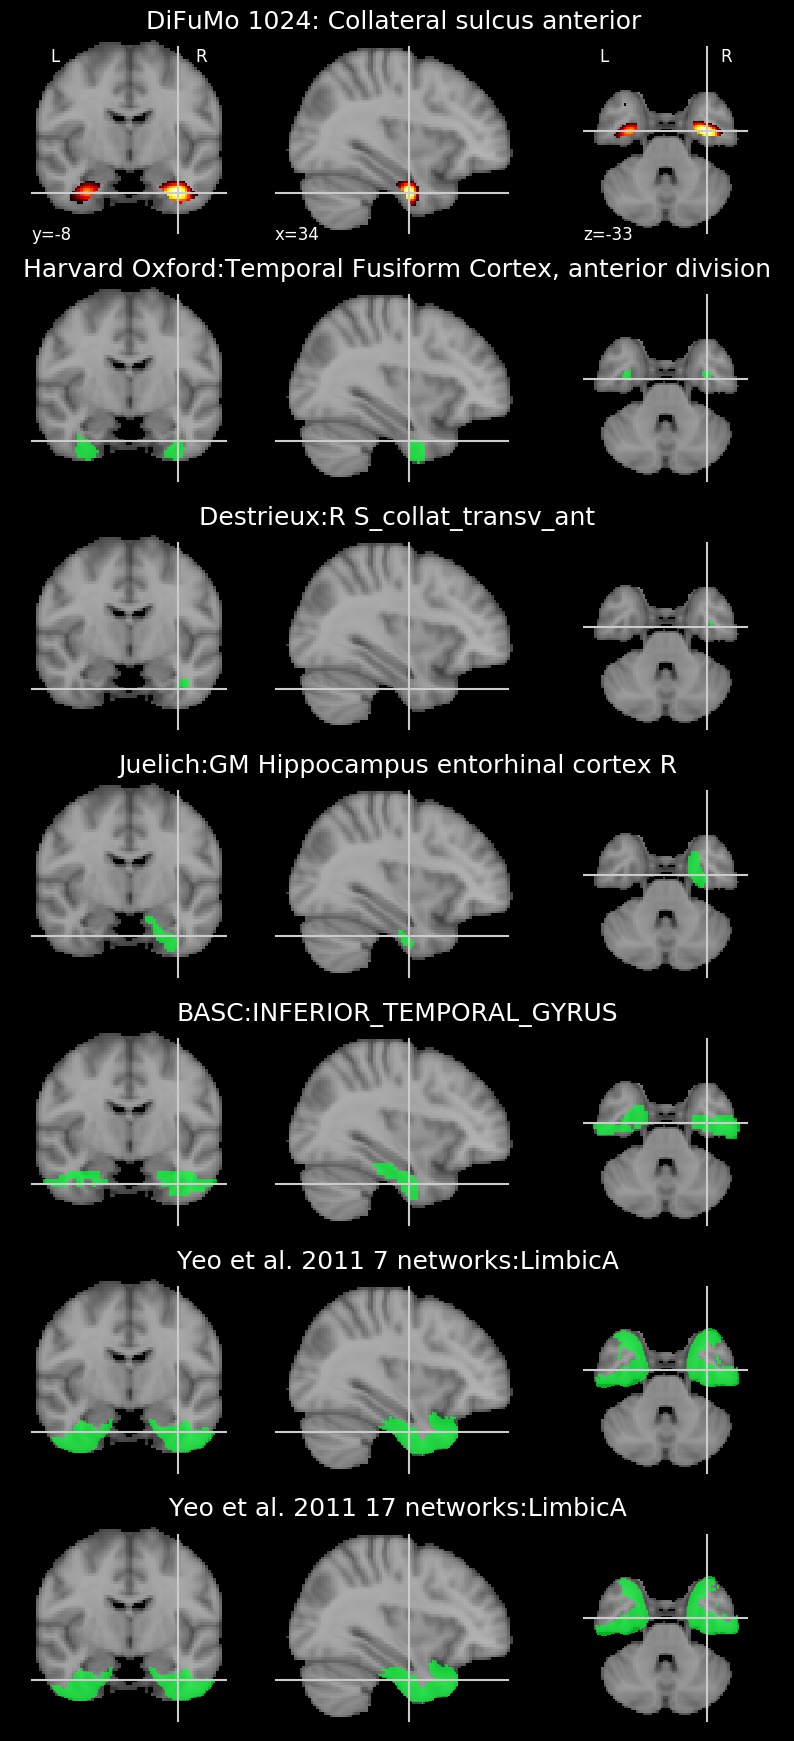 DiFuMo 1024: Collateral sulcus anterior
L R L R
y=-8 x=34 z=-33
Harvard Oxford:Temporal Fusiform Cortex, anterior division
Destrieux:R S_collat_transv_ant
Juelich:GM Hippocampus entorhinal cortex R
BASC:INFERIOR_TEMPORAL_GYRUS
Yeo et al. 2011 7 networks:LimbicA
Yeo et al. 2011 17 networks:LimbicA